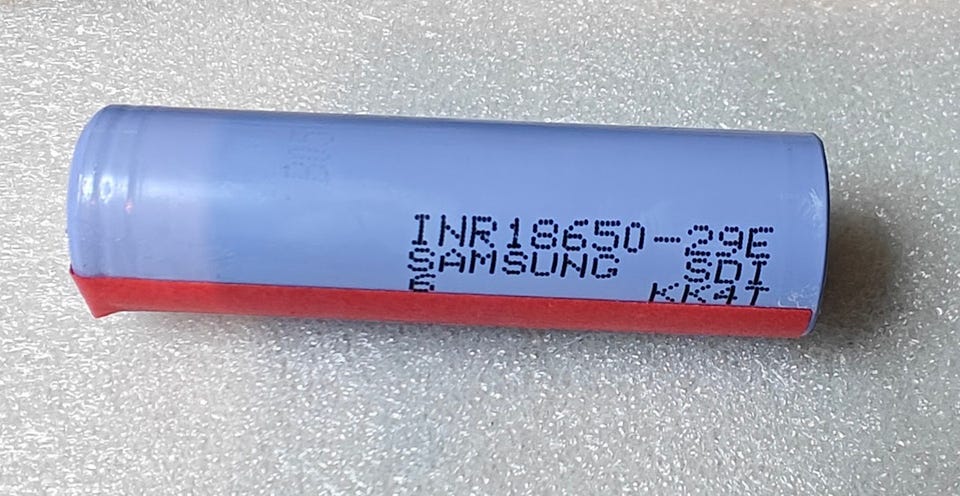 INR18650-29E
SAMSUNG SDI
6 KK4T